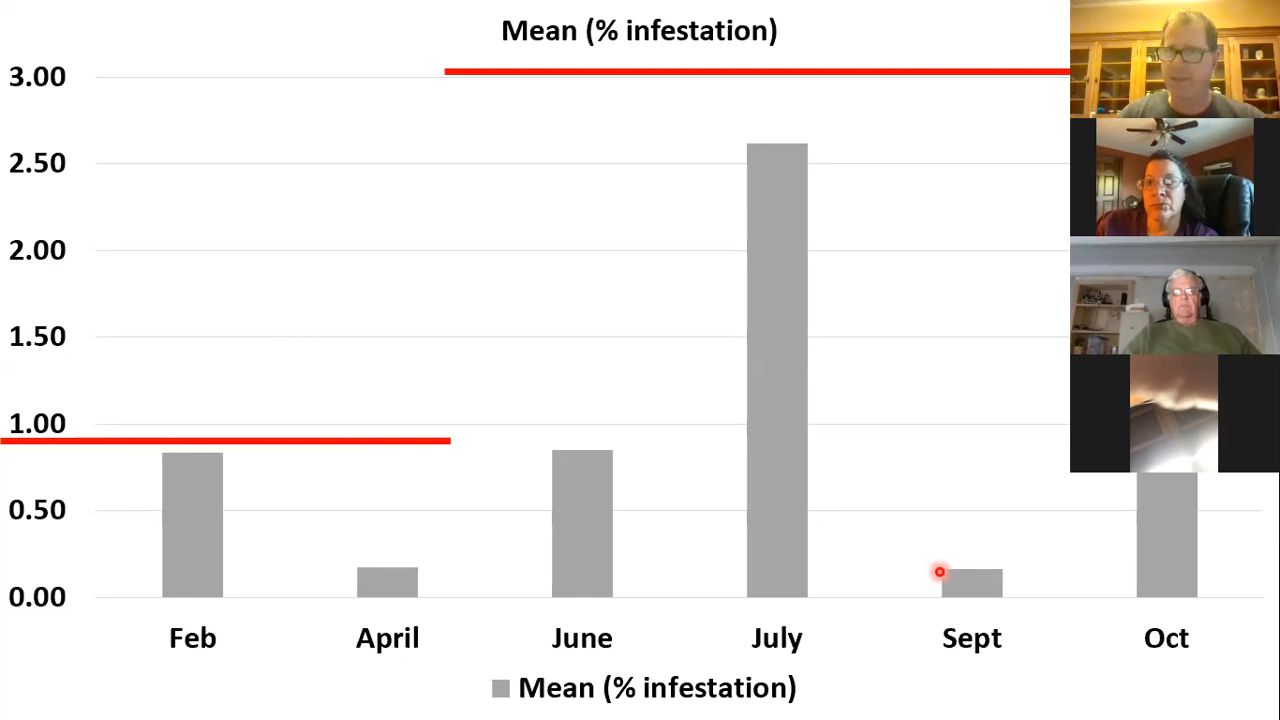 Mean (% infestation)
3.00
2.50
2.00
1.50
1.00
0.50
0.00
Feb April June July Sept Oct
Mean (% infestation)